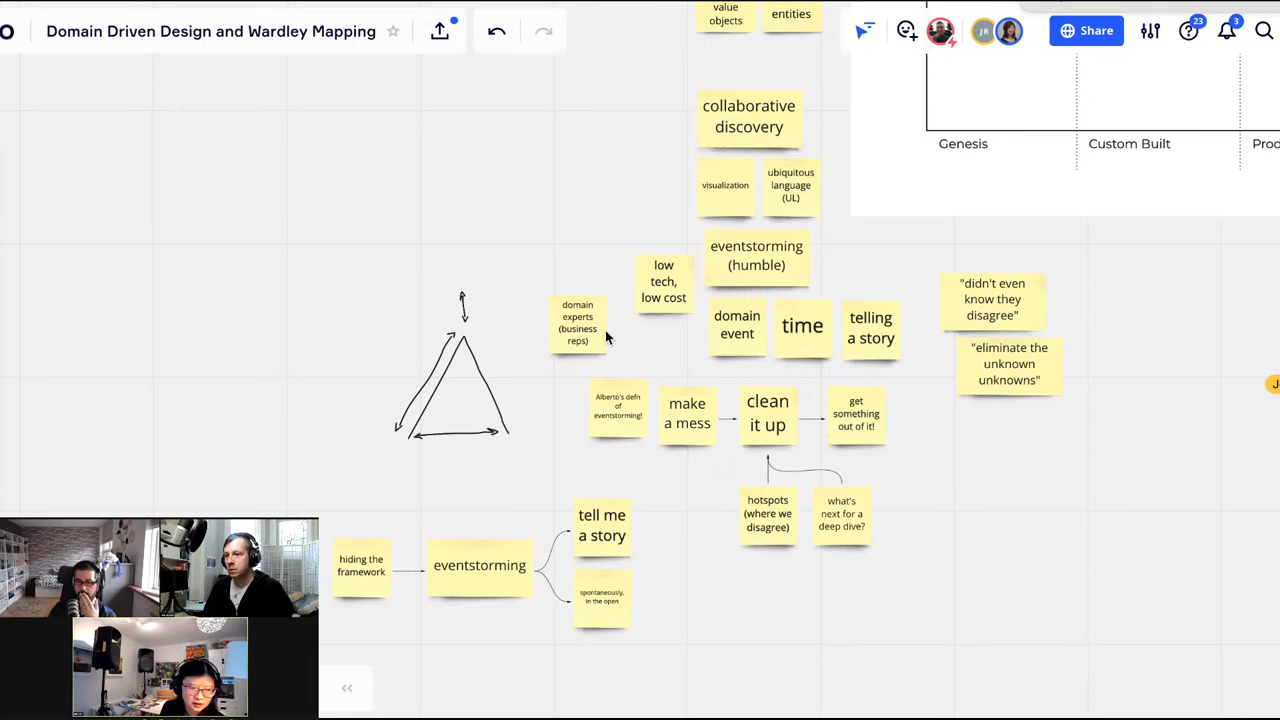 value
objects
entities
Domain Driven Design and Wardley Mapping
JR
Share
23
3
collaborative
discovery
Genesis
Custom Built
Prod
visualization
ubiquitous
language
(UL)
eventstorming
(humble)
low
tech,
low cost
domain
experts
(business
reps)
domain
event
time
telling
a story
"didn't even
know they
disagree"
"eliminate the
unknown
unknowns"
Alberto's defn
of
eventstorming!
make
a mess
clean
it up
get
something
out of it!
hotspots
(where we
disagree)
what's
next for a
deep dive?
tell me
a story
hiding the
framework
eventstorming
spontaneously,
in the open